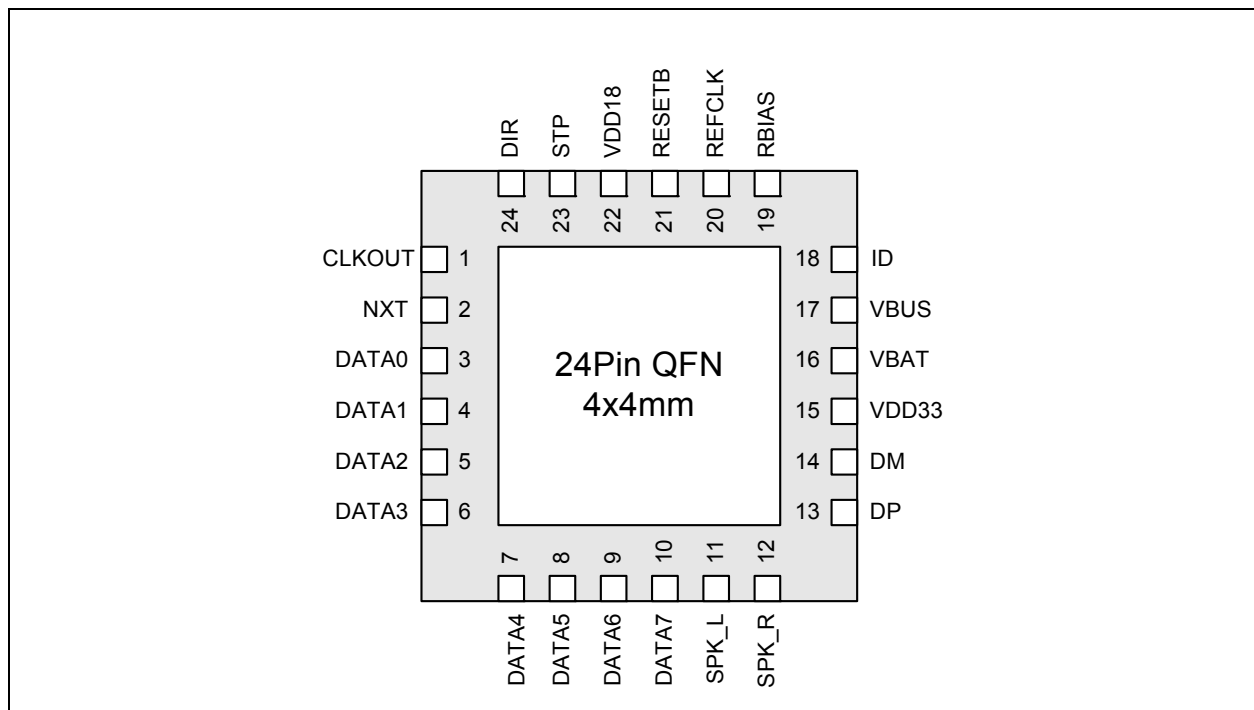 DIR
STP
VDD18
RESETB
REFCLK
RBIAS
24
23
22
21
20
19
CLKOUT 1
NXT 2
DATA0 3
DATA1 4
DATA2 5
DATA3 6
24Pin QFN
4x4mm
18 ID
17 VBUS
16 VBAT
15 VDD33
14 DM
13 DP
7
8
9
10
11
12
DATA4
DATA5
DATA6
DATA7
SPK_L
SPK_R